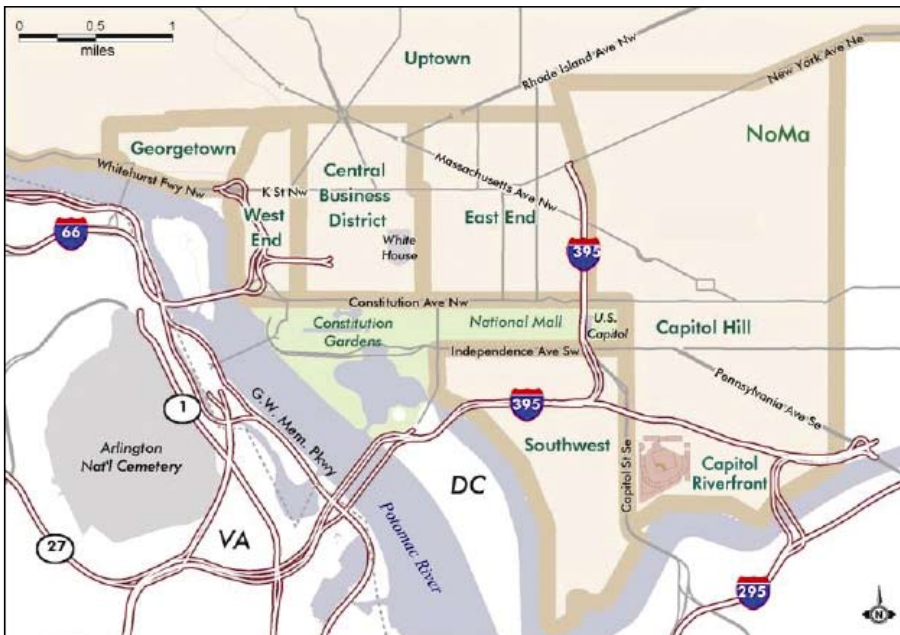 0 0.5 1
miles
Uptown
Rhode Island Ave Nw
New York Ave Ne
NoMa
Georgetown
Whitehurst Fwy Nw
K St Nw
Central
Business
District
Massachusetts Ave Nw
West
End
East End
White
House
66
395
Constitution Ave Nw
Constitution
Gardens
National Mall
U.S.
Capitol
Capitol Hill
Independence Ave Sw
Pennsylvania Ave Se
1
G.W. Mem. Pkwy
395
Arlington
Nat'l Cemetery
Southwest
Capitol St Se
Capitol
Riverfront
DC
VA
Potomac River
27
295
N